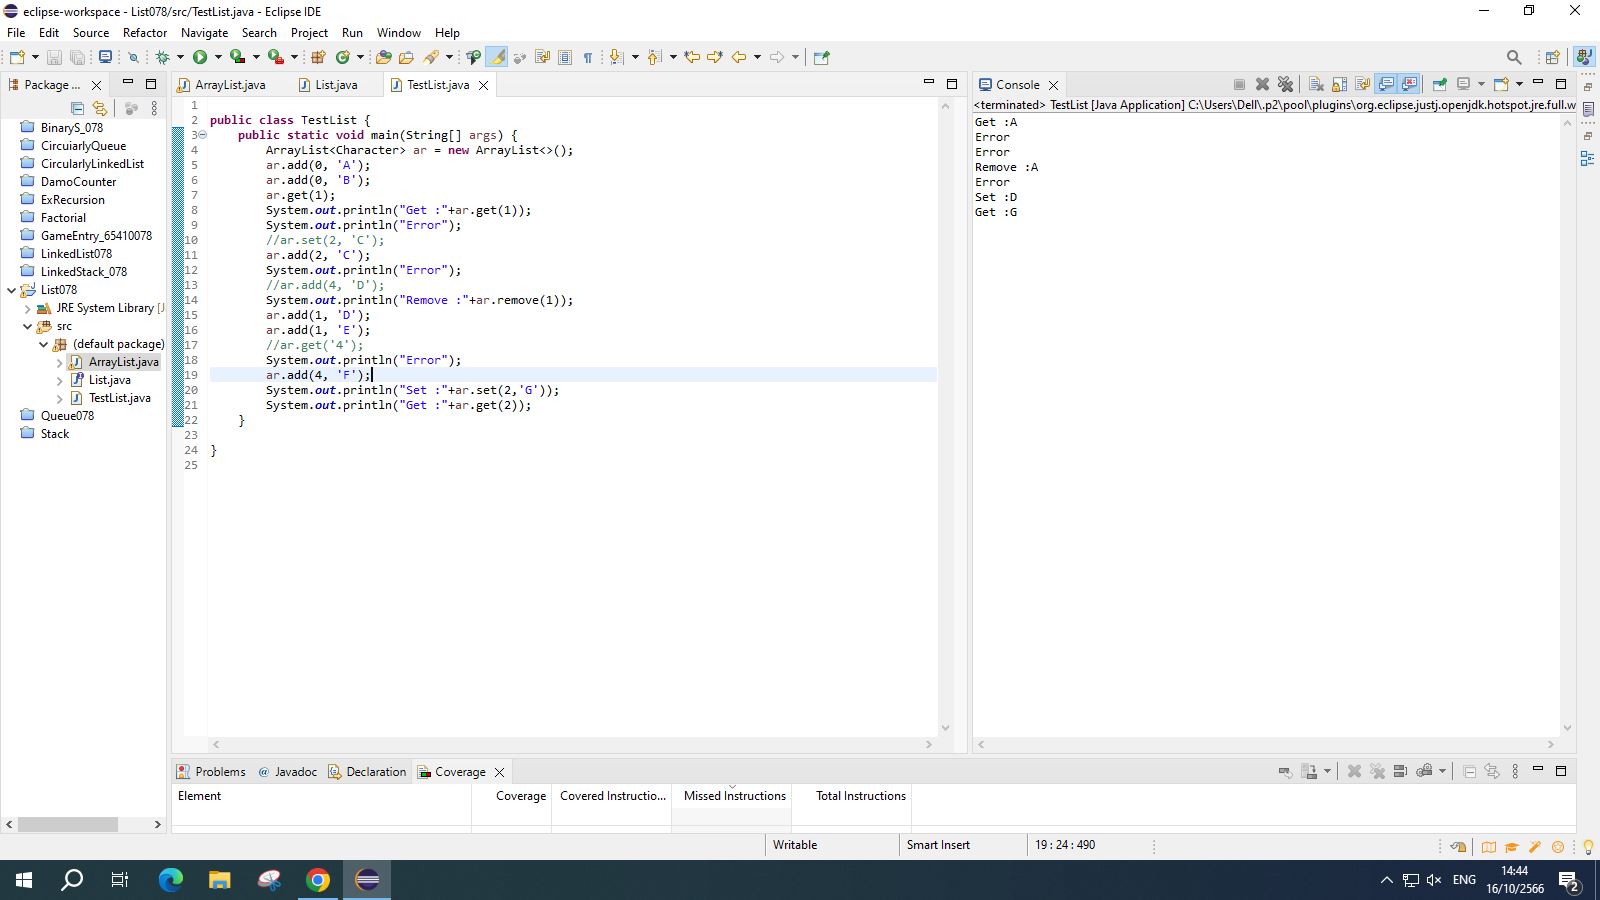 eclipse-workspace - List078/src/TestList.java - Eclipse IDE
File Edit Source Refactor Navigate Search Project Run Window Help
Package ...
BinaryS_078
CircuiarlyQueue
CircularlyLinkedList
DamoCounter
ExRecursion
Factorial
GameEntry_65410078
LinkedList078
LinkedStack_078
List078
JRE System Library [J
src
(default package)
ArrayList.java
List.java
TestList.java
Queue078
Stack
ArrayList.java List.java TestList.java
1
2 public class TestList {
3 public static void main(String[] args) {
4 ArrayList<Character> ar = new ArrayList<>();
5 ar.add(0, 'A');
6 ar.add(0, 'B');
7 ar.get(1);
8 System.out.println("Get :"+ar.get(1));
9 System.out.println("Error");
10 //ar.set(2, 'C');
11 ar.add(2, 'C');
12 System.out.println("Error");
13 //ar.add(4, 'D');
14 System.out.println("Remove :"+ar.remove(1));
15 ar.add(1, 'D');
16 ar.add(1, 'E');
17 //ar.get('4');
18 System.out.println("Error");
19 ar.add(4, 'F');
20 System.out.println("Set :"+ar.set(2,'G'));
21 System.out.println("Get :"+ar.get(2));
22 }
23
24 }
25
Console
<terminated> TestList [Java Application] C:\Users\Dell\.p2\pool\plugins\org.eclipse.justj.openjdk.hotspot.jre.full.w
Get :A
Error
Error
Remove :A
Error
Set :D
Get :G
Problems @ Javadoc Declaration Coverage
Element Coverage Covered Instructio... Missed Instructions Total Instructions
Writable Smart Insert 19 : 24 : 490
ENG 14:44
16/10/2566
2